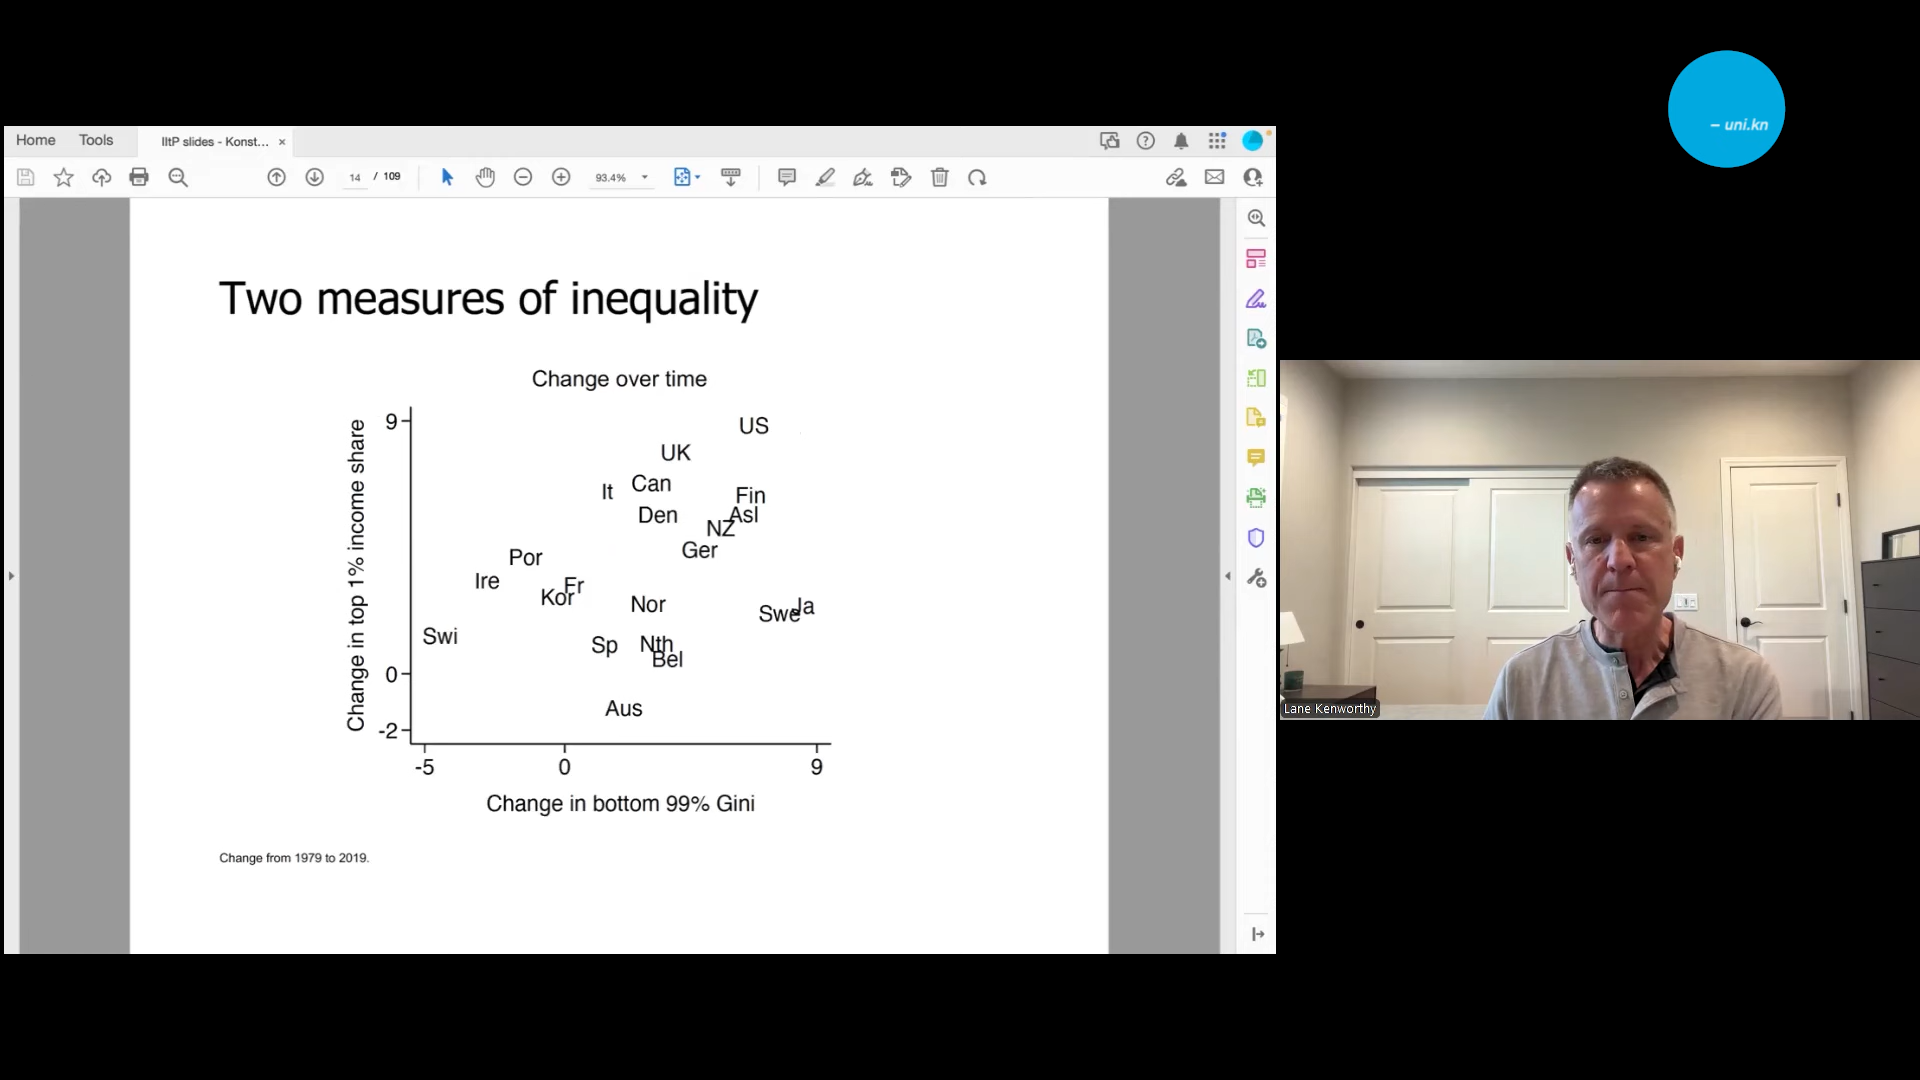 – uni.kn
Home
Tools
IItP slides - Konst...
14 / 109
93.4%
Two measures of inequality
Change over time
Change in top 1% income share
9
0
-2
US
UK
It
Can
Fin
Den
Asl
NZ
Ger
Por
Ire
Fr
Kor
Nor
Swe
Ja
Swi
Sp
Nth
Bel
Aus
-5
0
9
Change in bottom 99% Gini
Change from 1979 to 2019.
Lane Kenworthy